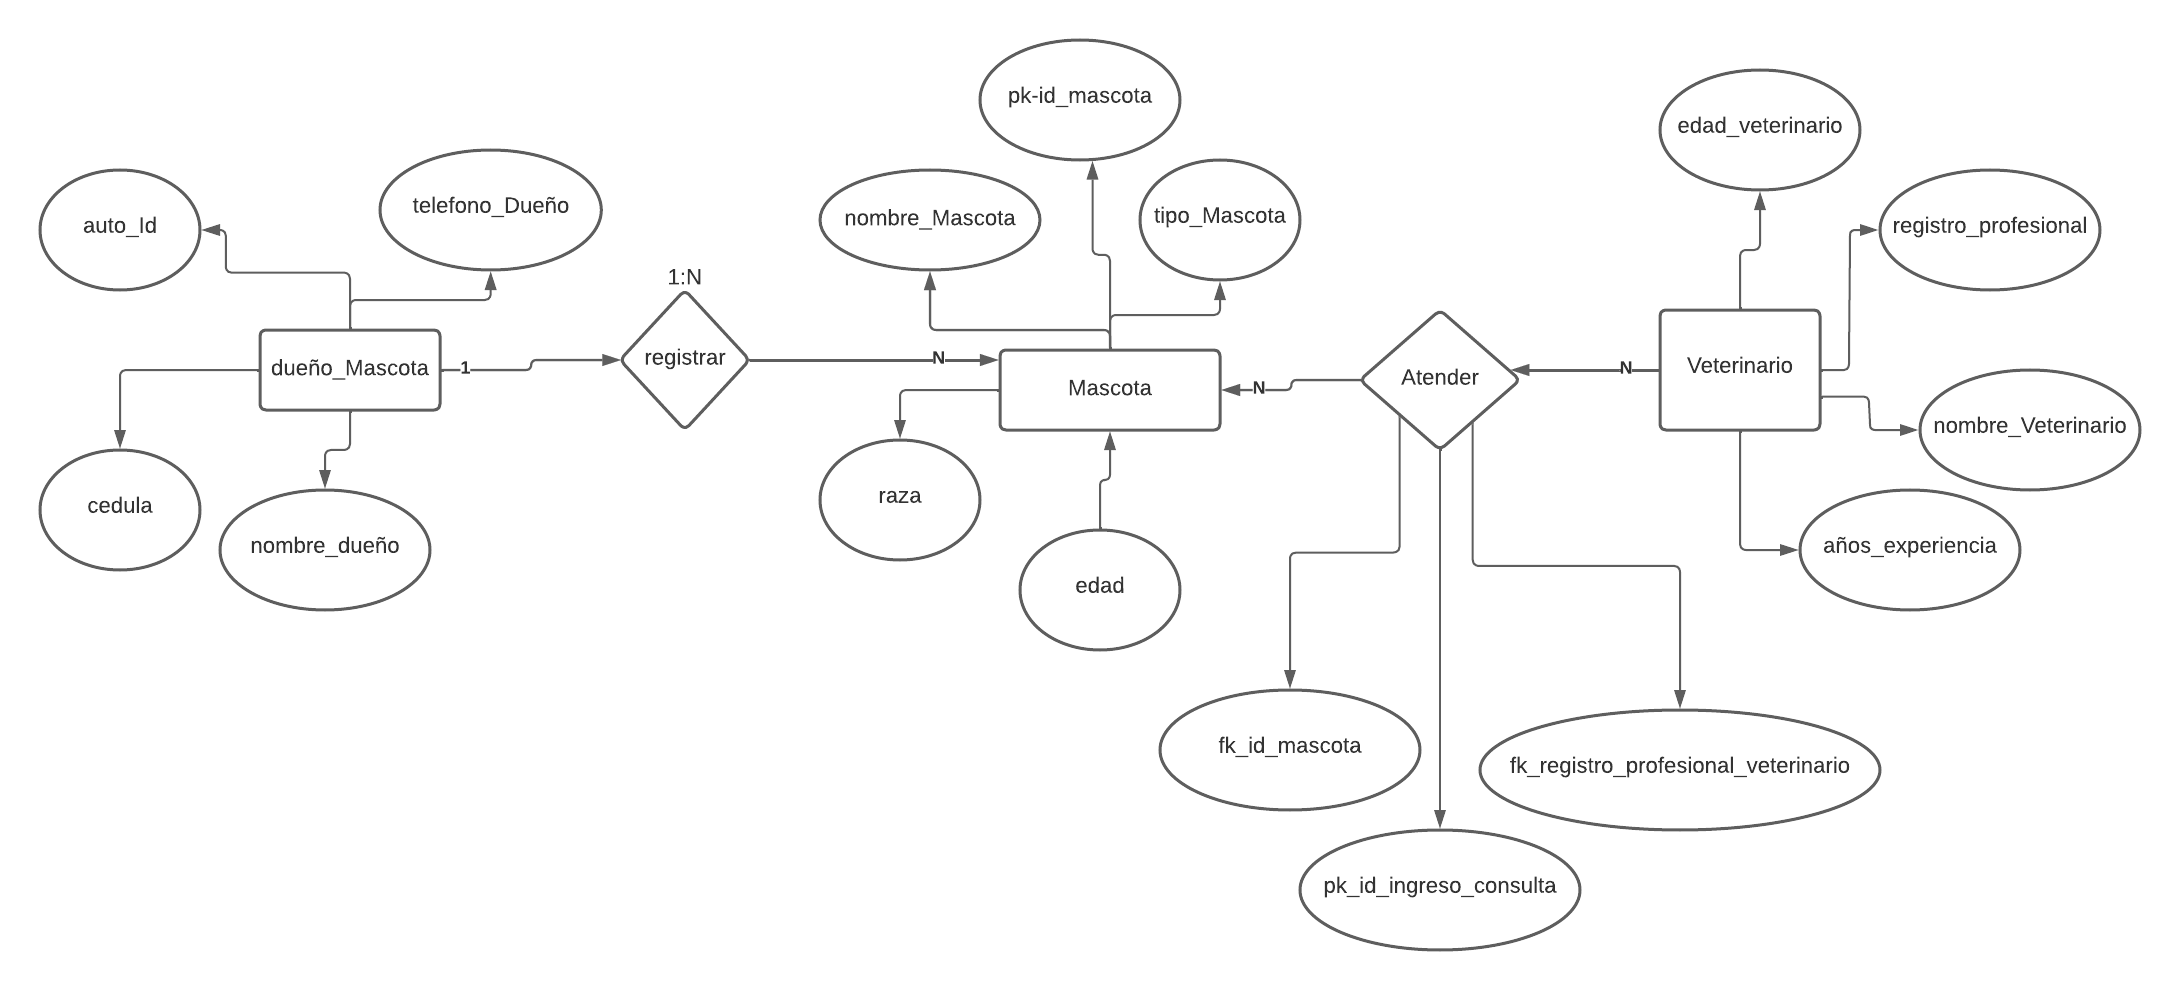 pk-id_mascota
edad_veterinario
auto_Id
telefono_Dueño
nombre_Mascota
tipo_Mascota
registro_profesional
1:N
dueño_Mascota
1
registrar
N
Mascota
N
Atender
N
Veterinario
nombre_Veterinario
cedula
nombre_dueño
raza
edad
años_experiencia
fk_id_mascota
fk_registro_profesional_veterinario
pk_id_ingreso_consulta